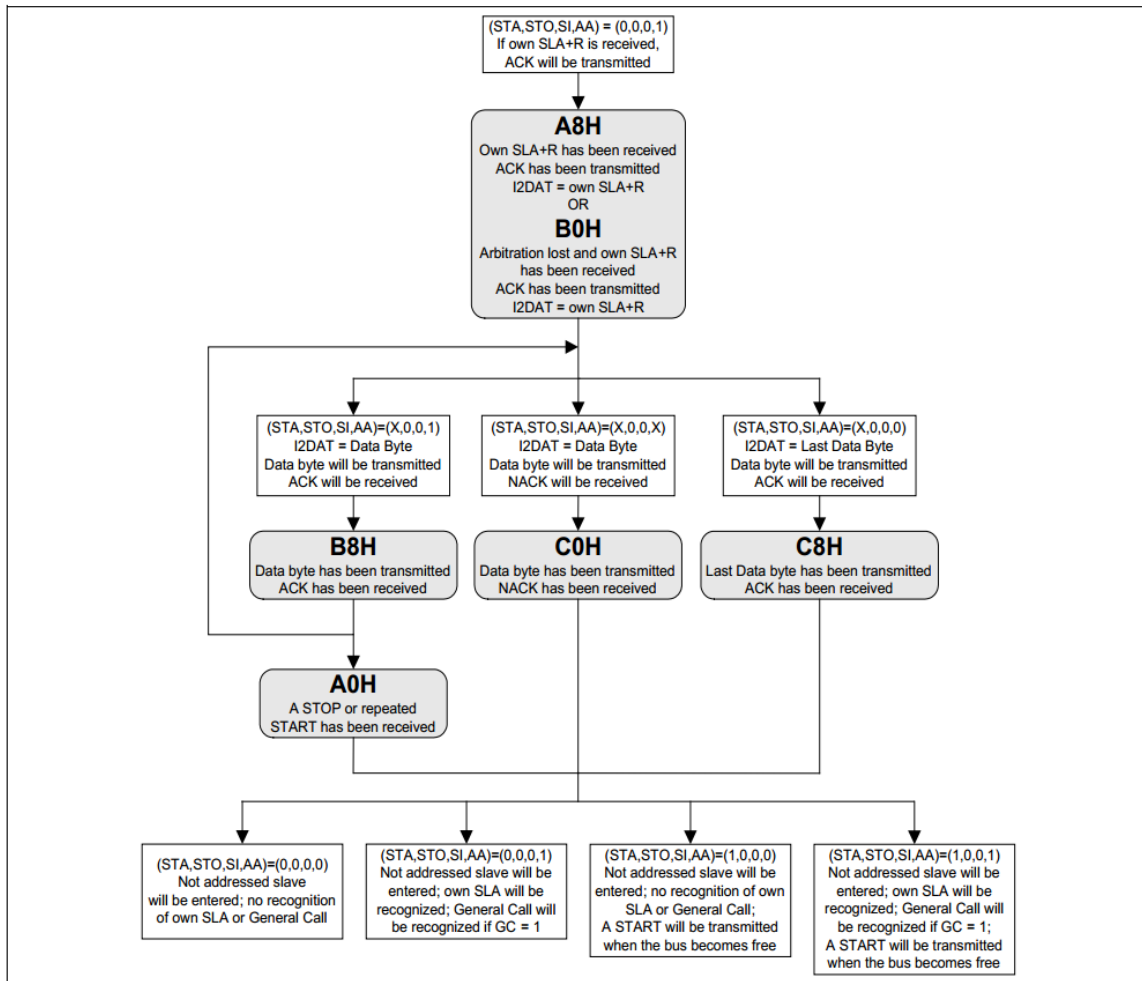 (STA,STO,SI,AA) = (0,0,0,1)
If own SLA+R is received,
ACK will be transmitted
A8H
Own SLA+R has been received
ACK has been transmitted
I2DAT = own SLA+R
OR
B0H
Arbitration lost and own SLA+R
has been received
ACK has been transmitted
I2DAT = own SLA+R
(STA,STO,SI,AA)=(X,0,0,1)
I2DAT = Data Byte
Data byte will be transmitted
ACK will be received
(STA,STO,SI,AA)=(X,0,0,X)
I2DAT = Data Byte
Data byte will be transmitted
NACK will be received
(STA,STO,SI,AA)=(X,0,0,0)
I2DAT = Last Data Byte
Data byte will be transmitted
ACK will be received
B8H
Data byte has been transmitted
ACK has been received
C0H
Data byte has been transmitted
NACK has been received
C8H
Last Data byte has been transmitted
ACK has been received
A0H
A STOP or repeated
START has been received
(STA,STO,SI,AA)=(0,0,0,0)
Not addressed slave
will be entered; no recognition
of own SLA or General Call
(STA,STO,SI,AA)=(0,0,0,1)
Not addressed slave will be
entered; own SLA will be
recognized; General Call will
be recognized if GC = 1
(STA,STO,SI,AA)=(1,0,0,0)
Not addressed slave will be
entered; no recognition of own
SLA or General Call;
A START will be transmitted
when the bus becomes free
(STA,STO,SI,AA)=(1,0,0,1)
Not addressed slave will be
entered; own SLA will be
recognized; General Call will
be recognized if GC = 1;
A START will be transmitted
when the bus becomes free